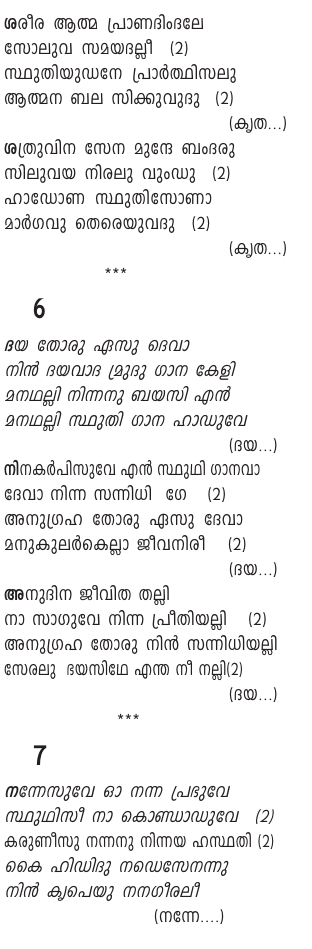 ശരീര ആത്മ പ്രാണദിംദലേ
സോലുവ സമയദല്ലീ (2)
സ്ഥുതിയുഡനേ പ്രാർത്ഥിസലു
ആത്മന ബല സിക്കുവുദു (2)
(കൃത...)
ശത്രുവിന സേന മുന്ദേ ബംദരു
സിലുവയ നിരലു വുംഡു (2)
ഹാഡോണ സ്ഥുതിസോണാ
മാർഗവു തെരെയുവദു (2)
(കൃത...)
***
6
ദയ തോരു ഏസു ദെവാ
നിൻ ദയവാദ മ്രുദു ഗാന കേളി
മനഥല്ലി നിന്നനു ബയസി എൻ
മനഥല്ലി സ്ഥുതി ഗാന ഹാഡുവേ
(ദയ...)
നിനകർപിസുവേ എൻ സ്ഥുഥി ഗാനവാ
ദേവാ നിന്ന സന്നിധി ഗേ (2)
അനുഗ്രഹ തോരു ഏസു ദേവാ
മനുകുലർകെല്ലാ ജീവനിരീ (2)
(ദയ...)
അനുദിന ജീവിത തല്ലി
നാ സാഗുവേ നിന്ന പ്രീതിയല്ലി (2)
അനുഗ്രഹ തോരു നിൻ സന്നിധിയല്ലി
സേരലു ഭയസിഥേ എന്ത നീ നല്ലി(2)
(ദയ...)
***
7
നന്നേസുവേ ഓ നന്ന പ്രഭുവേ
സ്ഥുഥിസീ നാ കൊണ്ഡാഡുവേ (2)
കരുണീസു നന്നനു നിന്നയ ഹസ്ഥതി (2)
കൈ ഹിഡിദു നഡെസേനന്നു
നിൻ കൃപെയു നനഗീരലീ
(നന്നേ....)